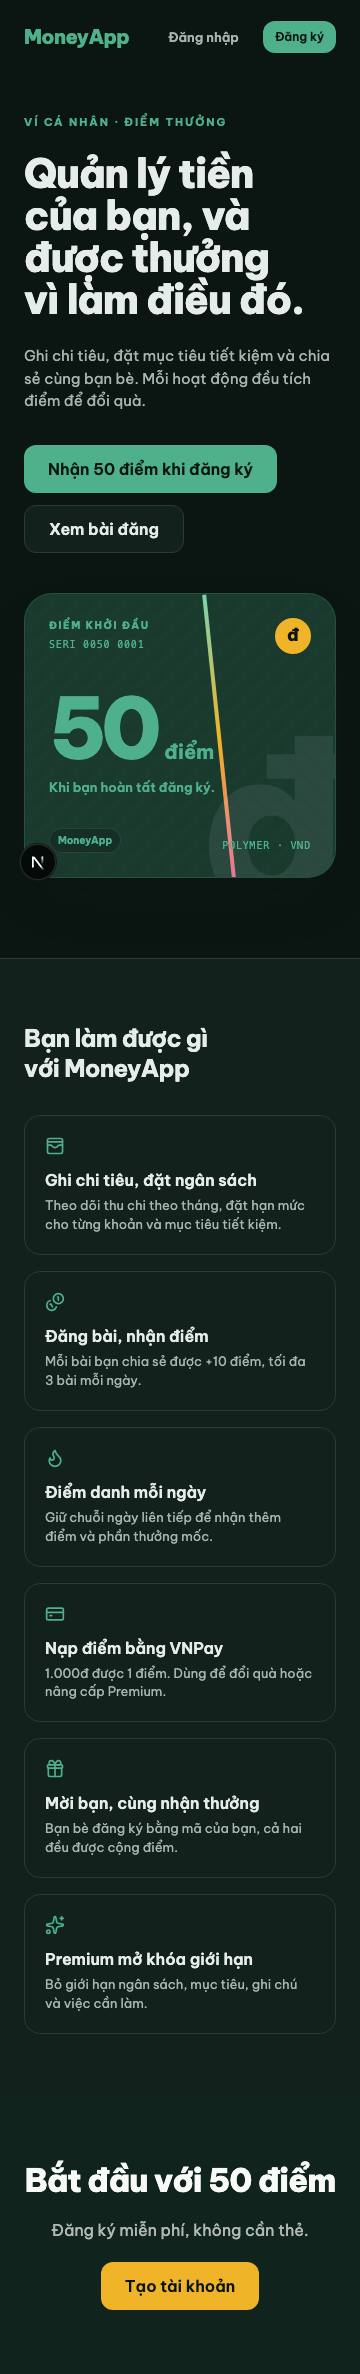 MoneyApp
Đăng nhập
Đăng ký
VÍ CÁ NHÂN · ĐIỂM THƯỞNG
Quản lý tiền
của bạn, và
được thưởng
vì làm điều đó.
Ghi chi tiêu, đặt mục tiêu tiết kiệm và chia
sẻ cùng bạn bè. Mỗi hoạt động đều tích
điểm để đổi quà.
Nhận 50 điểm khi đăng ký
Xem bài đăng
ĐIỂM KHỞI ĐẦU
SERI 0050 0001
đ
50 điểm
Khi bạn hoàn tất đăng ký.
đ
MoneyApp
POLYMER · VND
N
Bạn làm được gì
với MoneyApp
Ghi chi tiêu, đặt ngân sách
Theo dõi thu chi theo tháng, đặt hạn mức
cho từng khoản và mục tiêu tiết kiệm.
Đăng bài, nhận điểm
Mỗi bài bạn chia sẻ được +10 điểm, tối đa
3 bài mỗi ngày.
Điểm danh mỗi ngày
Giữ chuỗi ngày liên tiếp để nhận thêm
điểm và phần thưởng mốc.
Nạp điểm bằng VNPay
1.000đ được 1 điểm. Dùng để đổi quà hoặc
nâng cấp Premium.
Mời bạn, cùng nhận thưởng
Bạn bè đăng ký bằng mã của bạn, cả hai
đều được cộng điểm.
Premium mở khóa giới hạn
Bỏ giới hạn ngân sách, mục tiêu, ghi chú
và việc cần làm.
Bắt đầu với 50 điểm
Đăng ký miễn phí, không cần thẻ.
Tạo tài khoản